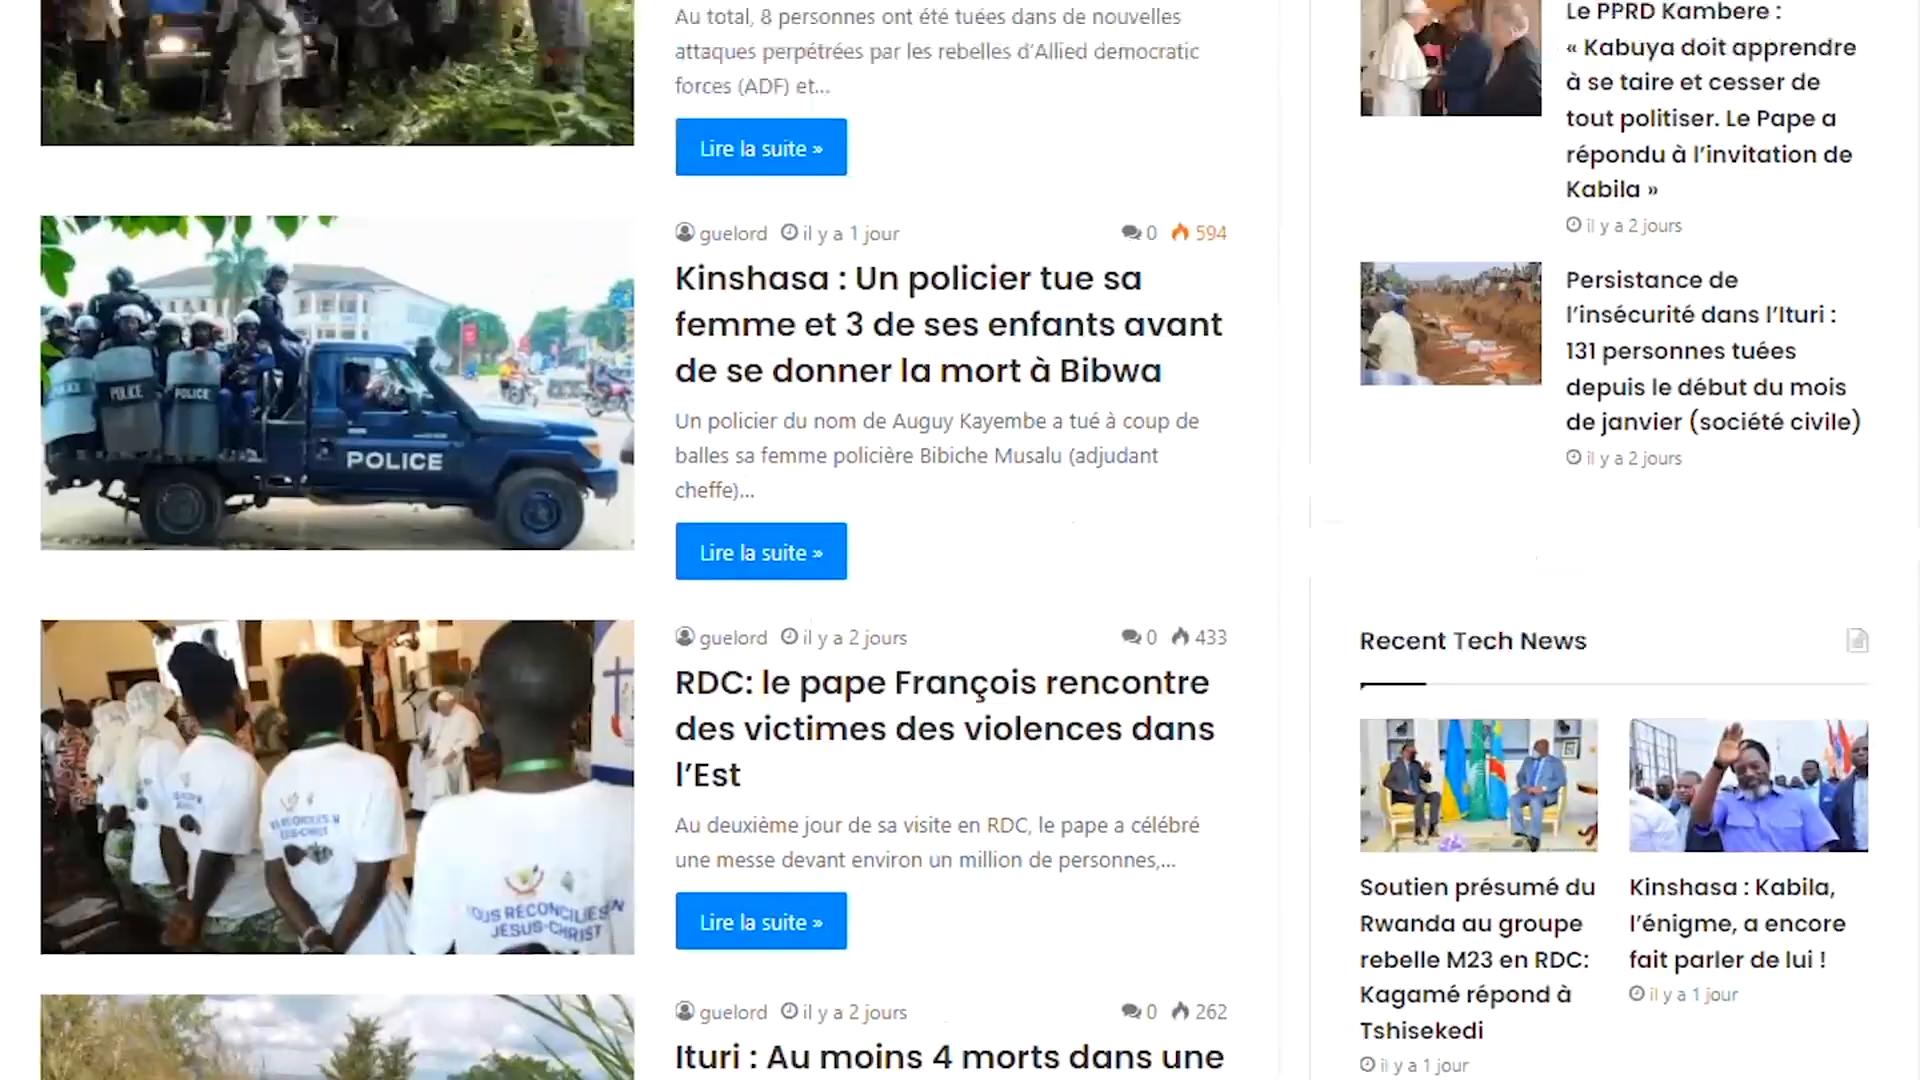 Au total, 8 personnes ont été tuées dans de nouvelles
attaques perpétrées par les rebelles d'Allied democratic
forces (ADF) et...
Lire la suite »
guelord il y a 1 jour 0 594
Kinshasa : Un policier tue sa
femme et 3 de ses enfants avant
de se donner la mort à Bibwa
Un policier du nom de Auguy Kayembe a tué à coup de
balles sa femme policière Bibiche Musalu (adjudant
cheffe)...
Lire la suite »
POLICE
POLICE
POLICE
POLICE
guelord il y a 2 jours 0 433
RDC: le pape François rencontre
des victimes des violences dans
l'Est
Au deuxième jour de sa visite en RDC, le pape a célébré
une messe devant environ un million de personnes,...
Lire la suite »
RÉCONCILIÉS
JÉSUS-CHRIST
guelord il y a 2 jours 0 262
Ituri : Au moins 4 morts dans une
Le PPRD Kambere :
« Kabuya doit apprendre
à se taire et cesser de
tout politiser. Le Pape a
répondu à l'invitation de
Kabila »
il y a 2 jours
Persistance de
l'insécurité dans l'Ituri :
131 personnes tuées
depuis le début du mois
de janvier (société civile)
il y a 2 jours
Recent Tech News
Soutien présumé du
Rwanda au groupe
rebelle M23 en RDC:
Kagamé répond à
Tshisekedi
il y a 1 jour
Kinshasa : Kabila,
l'énigme, a encore
fait parler de lui !
il y a 1 jour